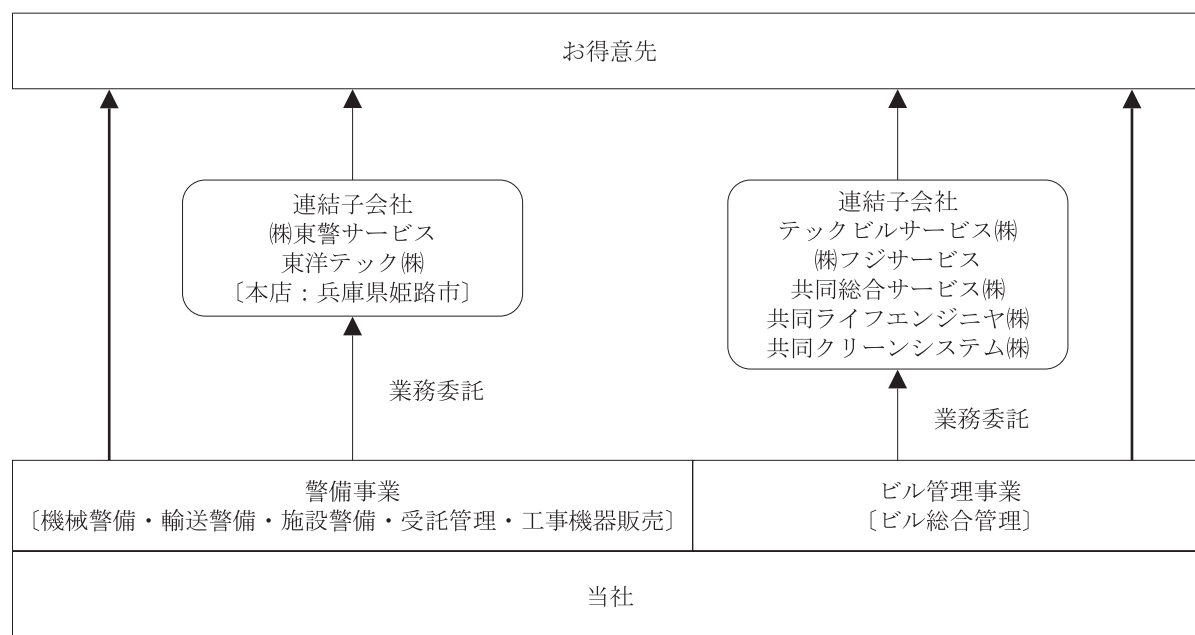 お得意先
連結子会社
㈱東警サービス
東洋テック㈱
〔本店：兵庫県姫路市〕
連結子会社
テックビルサービス㈱
㈱フジサービス
共同総合サービス㈱
共同ライフエンジニヤ㈱
共同クリーンシステム㈱
業務委託
業務委託
警備事業
〔機械警備・輸送警備・施設警備・受託管理・工事機器販売〕
ビル管理事業
〔ビル総合管理〕
当社